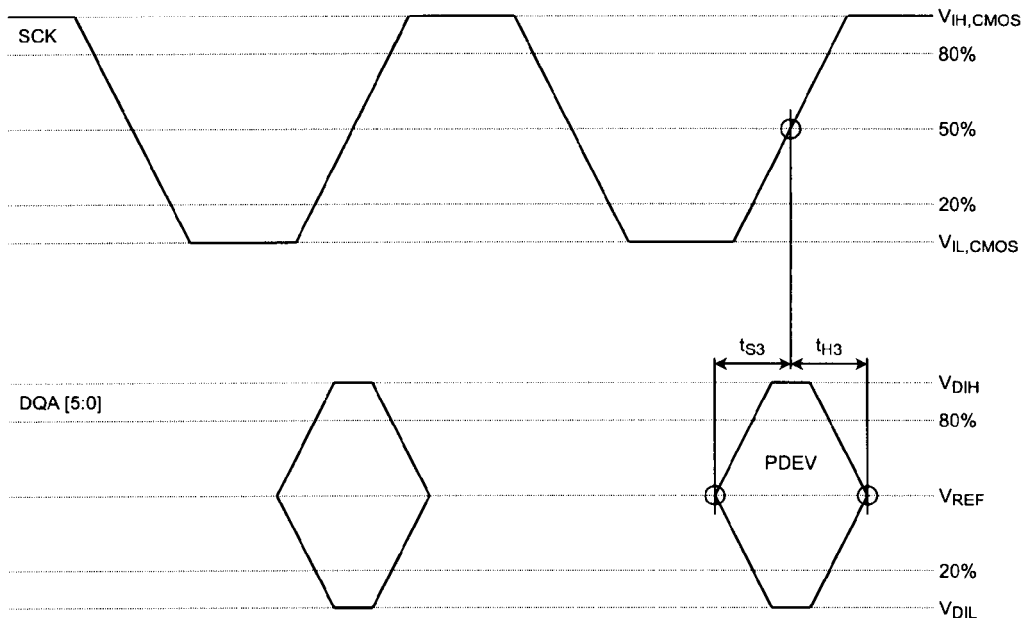 V_IH,CMOS
SCK
80%
50%
20%
V_IL,CMOS
t_S3 t_H3
V_DIH
DQA [5:0]
80%
PDEV
V_REF
20%
V_DIL